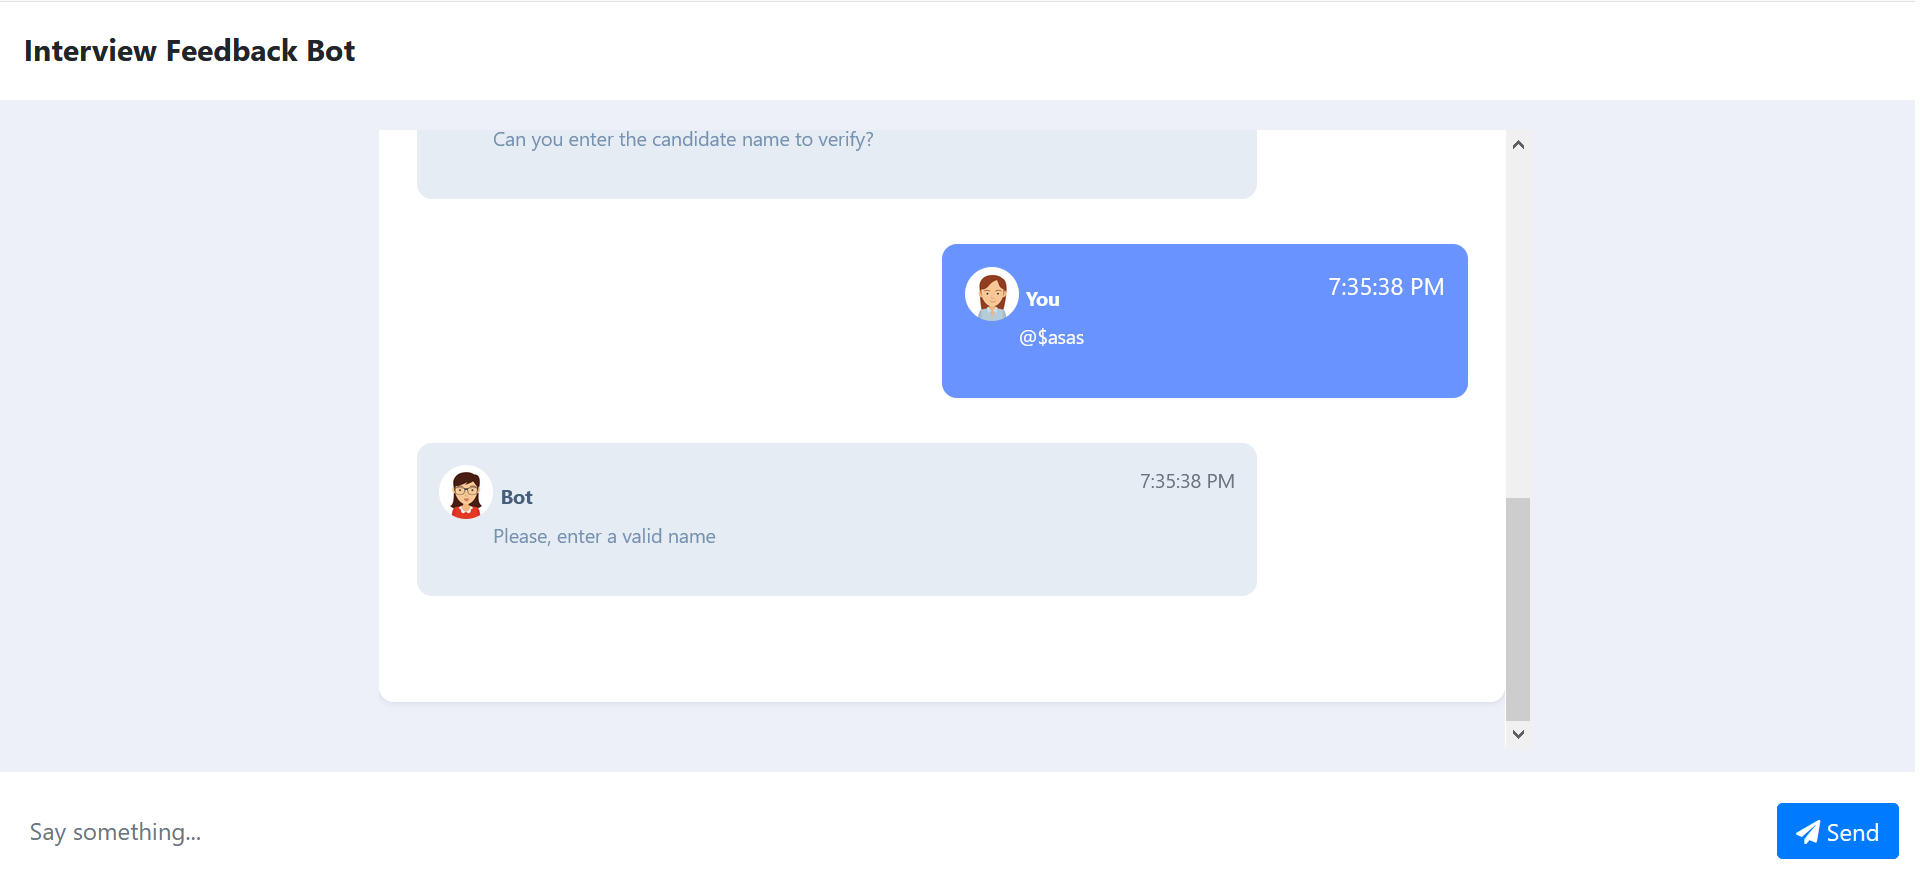 Interview Feedback Bot
Can you enter the candidate name to verify?
You
7:35:38 PM
@$asas
Bot
7:35:38 PM
Please, enter a valid name
Say something...
Send